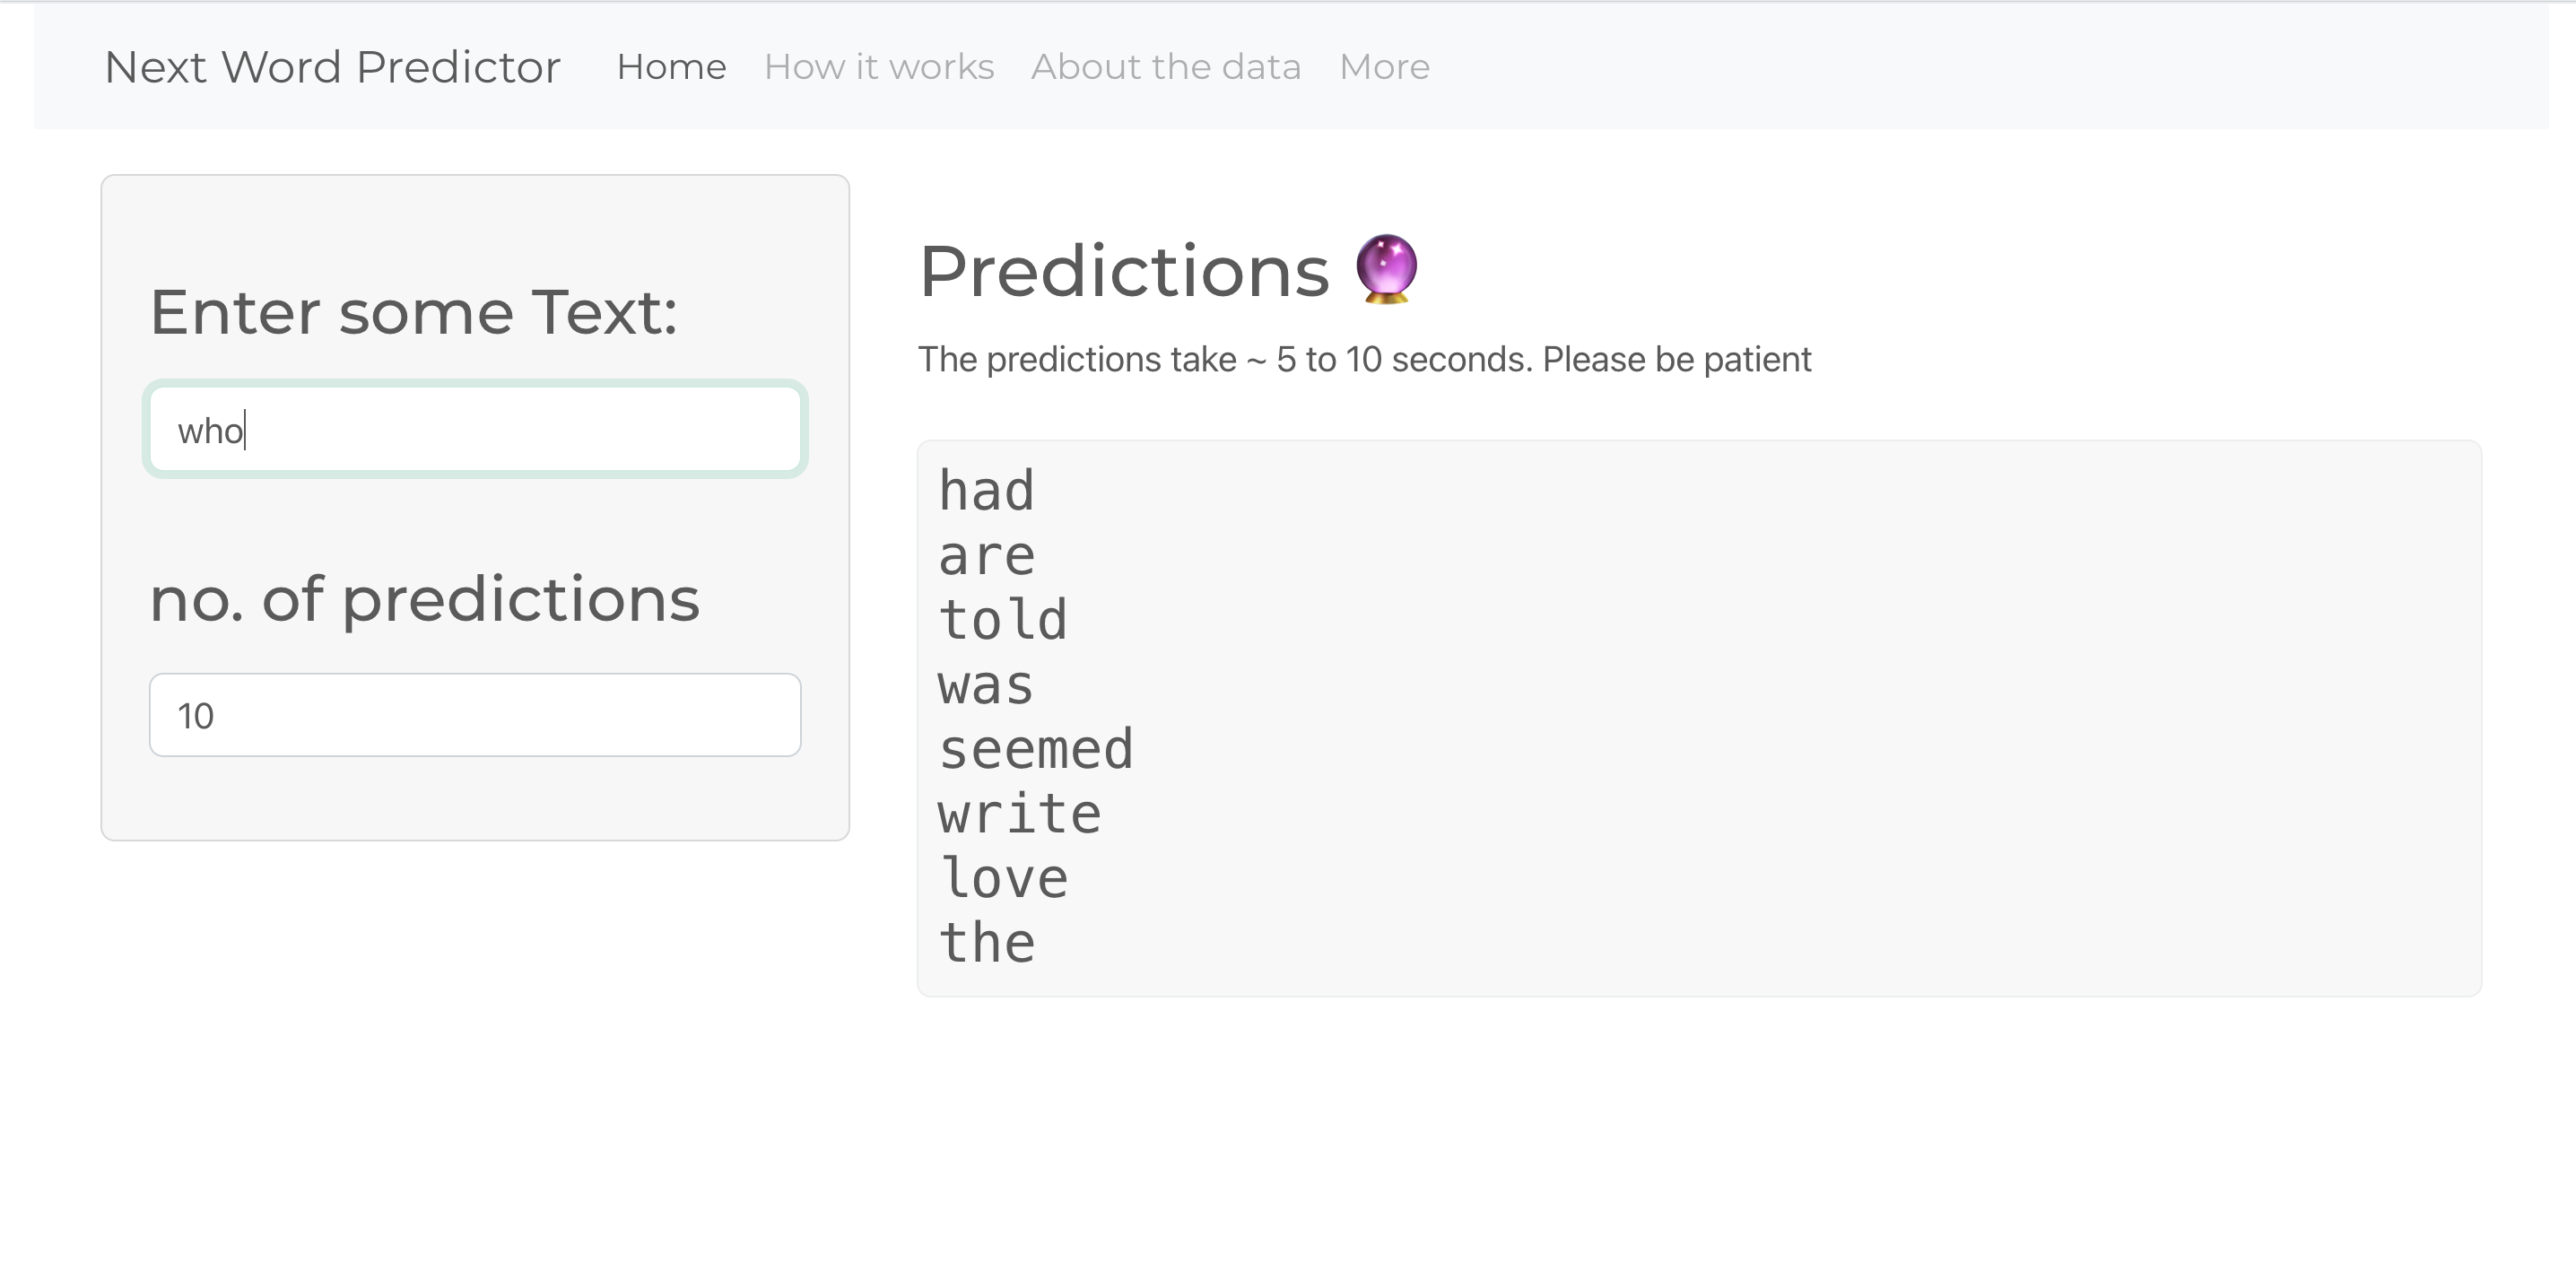 Next Word Predictor Home How it works About the data More
Enter some Text:
who
no. of predictions
10
Predictions 🔮
The predictions take ~ 5 to 10 seconds. Please be patient
had
are
told
was
seemed
write
love
the